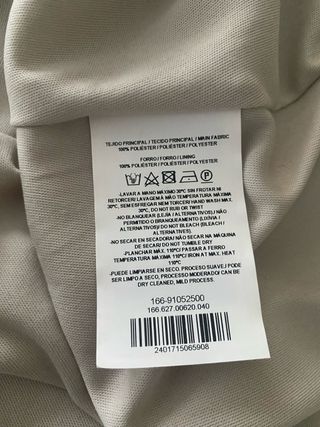 TEJIDO PRINCIPAL / TECIDO PRINCIPAL / MAIN FABRIC
100% POLIÉSTER / POLIÉSTER / POLYESTER
FORRO / FORRO / LINING
100% POLIÉSTER / POLIÉSTER / POLYESTER
-LAVAR A MANO MÁXIMO 30ºC SIN FROTAR NI
RETORCER/ LAVAGEM À MÃO TEMPERATURA MÁXIMA
30ºC, SEM ESFREGAR NEM TORCER/ HAND WASH MAX.
30ºC, DO NOT RUB OR TWIST
-NO BLANQUEAR (LEJIA / ALTERNATIVOS) / NÃO
PERMITIDO O BRANQUEAMENTO (LIXIVIA /
ALTERNATIVOS) / DO NOT BLEACH (BLEACH /
ALTERNATIVES).
-NO SECAR EN SECADORA/ NÃO SECAR NA MÁQUINA
DE SECAR/ DO NOT TUMBLE DRY
-PLANCHAR MÁX. 110ºC/ PASSAR A FERRO
TEMPERATURA MÁXIMA 110ºC/ IRON AT MAX. HEAT
110ºC
-PUEDE LIMPIARSE EN SECO, PROCESO SUAVE/ PODE
SER LIMPO A SECO, PROCESSO MODERADO/ CAN BE
DRY CLEANED, MILD PROCESS.
166-91052500
166.627.00620.040
2401715065908